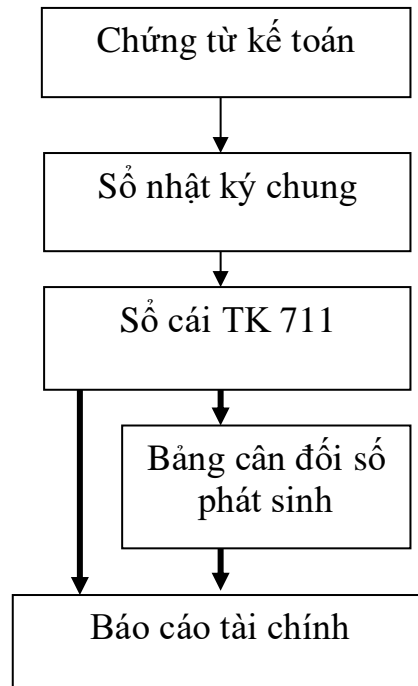 Chứng từ kế toán
Sổ nhật ký chung
Sổ cái TK 711
Bảng cân đối số
phát sinh
Báo cáo tài chính